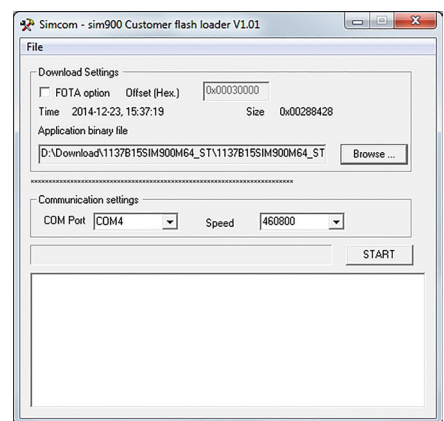 Simcom - sim900 Customer flash loader V1.01
File
Download Settings
FOTA option Offset (Hex.) 0x00030000
Time 2014-12-23, 15:37:19 Size 0x00288428
Application binary file
D:\Download\1137B15SIM900M64_ST\1137B15SIM900M64_ST Browse ...
Communication settings
COM Port COM4 Speed 460800
START